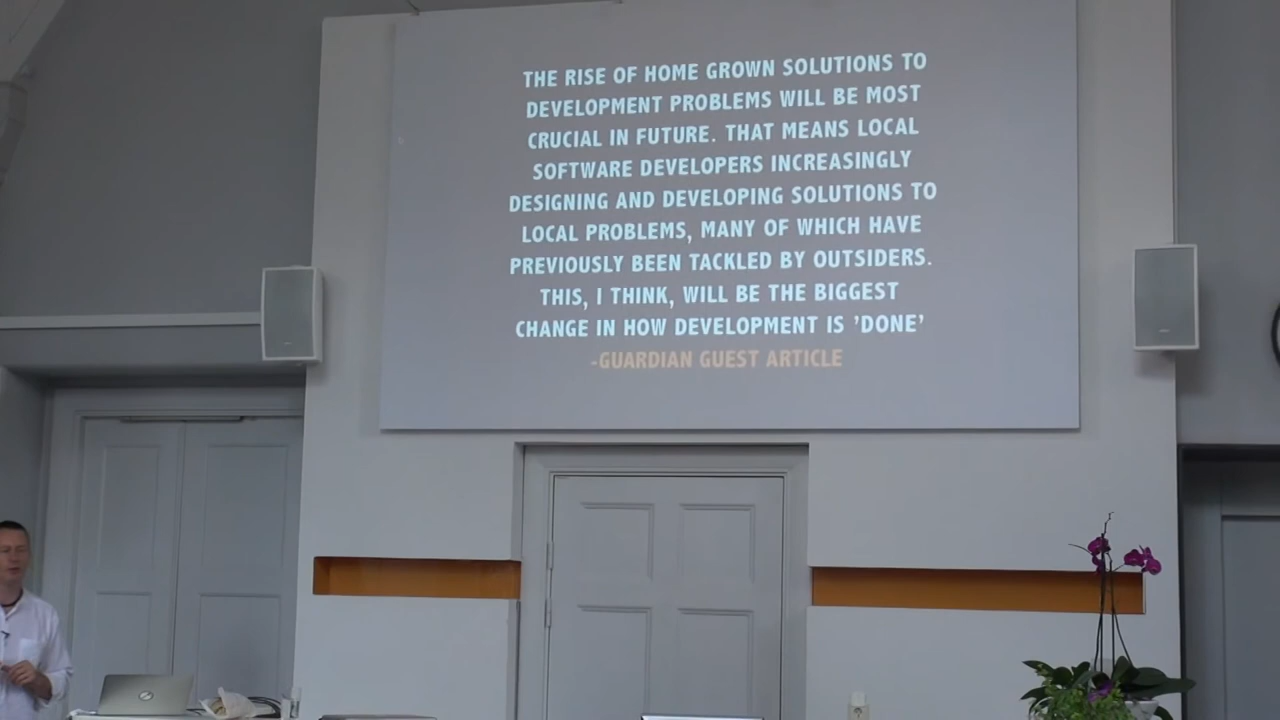 THE RISE OF HOME GROWN SOLUTIONS TO
DEVELOPMENT PROBLEMS WILL BE MOST
CRUCIAL IN FUTURE. THAT MEANS LOCAL
SOFTWARE DEVELOPERS INCREASINGLY
DESIGNING AND DEVELOPING SOLUTIONS TO
LOCAL PROBLEMS, MANY OF WHICH HAVE
PREVIOUSLY BEEN TACKLED BY OUTSIDERS.
THIS, I THINK, WILL BE THE BIGGEST
CHANGE IN HOW DEVELOPMENT IS ’DONE’
-GUARDIAN GUEST ARTICLE